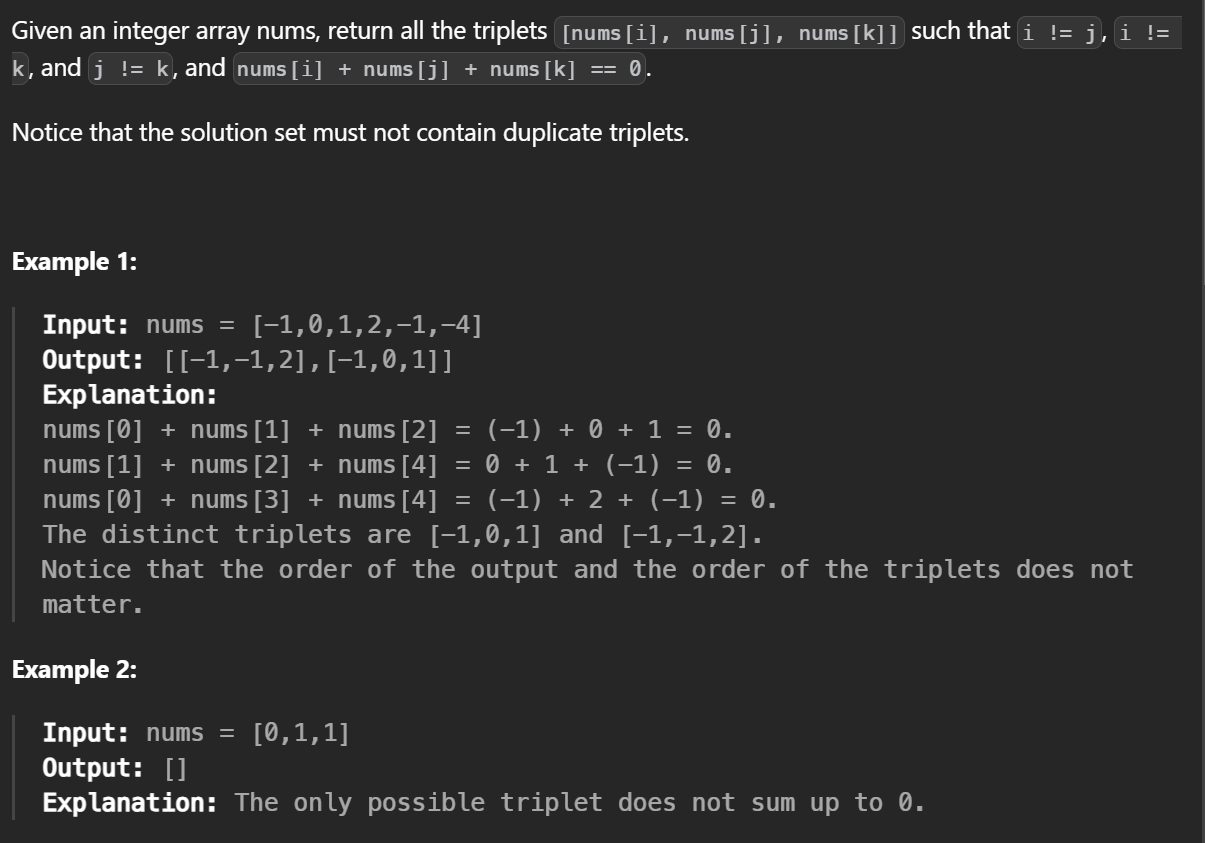 Given an integer array nums, return all the triplets [nums[i], nums[j], nums[k]] such that i != j, i !=
k, and j != k, and nums[i] + nums[j] + nums[k] == 0.
Notice that the solution set must not contain duplicate triplets.
Example 1:
Input: nums = [-1,0,1,2,-1,-4]
Output: [[-1,-1,2],[-1,0,1]]
Explanation:
nums[0] + nums[1] + nums[2] = (-1) + 0 + 1 = 0.
nums[1] + nums[2] + nums[4] = 0 + 1 + (-1) = 0.
nums[0] + nums[3] + nums[4] = (-1) + 2 + (-1) = 0.
The distinct triplets are [-1,0,1] and [-1,-1,2].
Notice that the order of the output and the order of the triplets does not
matter.
Example 2:
Input: nums = [0,1,1]
Output: []
Explanation: The only possible triplet does not sum up to 0.